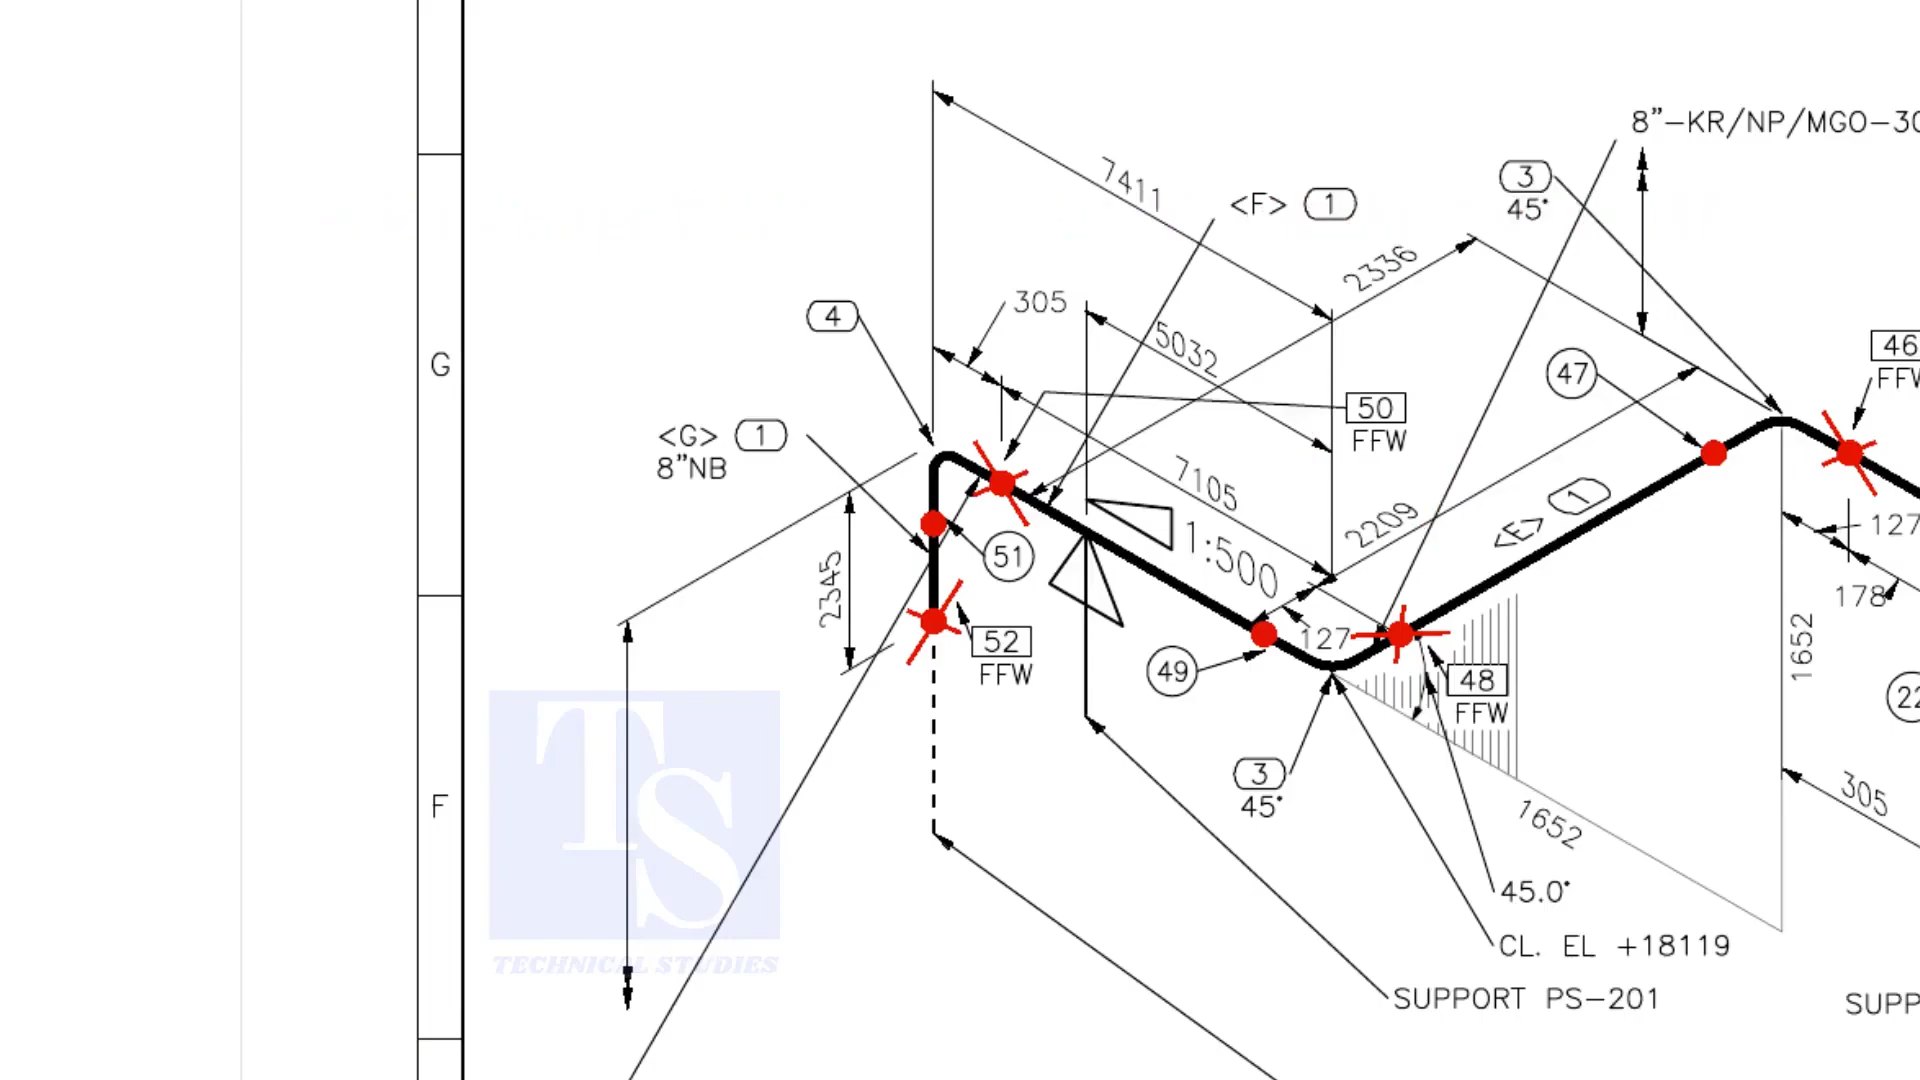 8”-KR/NP/MGO-30
7411
<F> 1
3
45°
2336
305
4
5032
46
FFW
G
47
50
FFW
<G> 1
8”NB
7105
2209
<E> 1
1:500
127
51
178
2345
127
52
FFW
1652
49
48
FFW
22
3
45°
305
F
1652
45.0°
CL. EL +18119
TS
TECHNICAL STUDIES
SUPPORT PS-201
SUPP